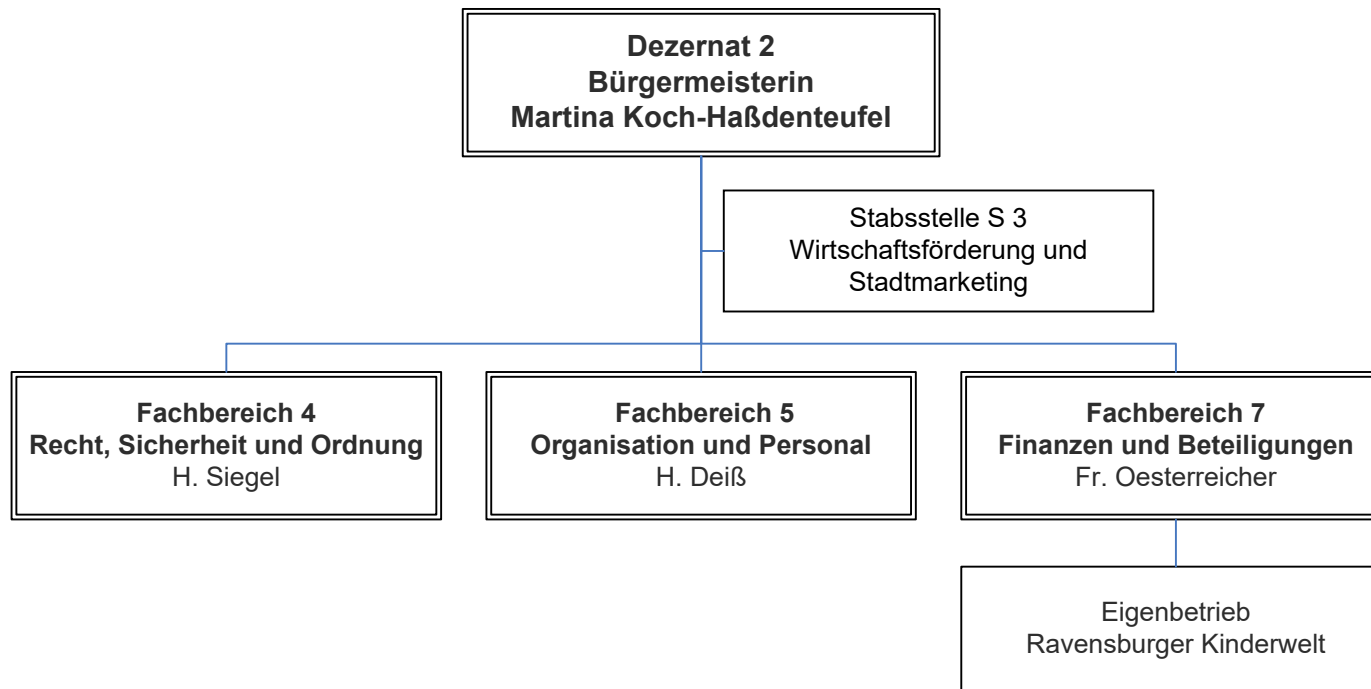 Dezernat 2
Bürgermeisterin
Martina Koch-Haßdenteufel
Stabsstelle S 3
Wirtschaftsförderung und
Stadtmarketing
Fachbereich 4
Recht, Sicherheit und Ordnung
H. Siegel
Fachbereich 5
Organisation und Personal
H. Deiß
Fachbereich 7
Finanzen und Beteiligungen
Fr. Oesterreicher
Eigenbetrieb
Ravensburger Kinderwelt